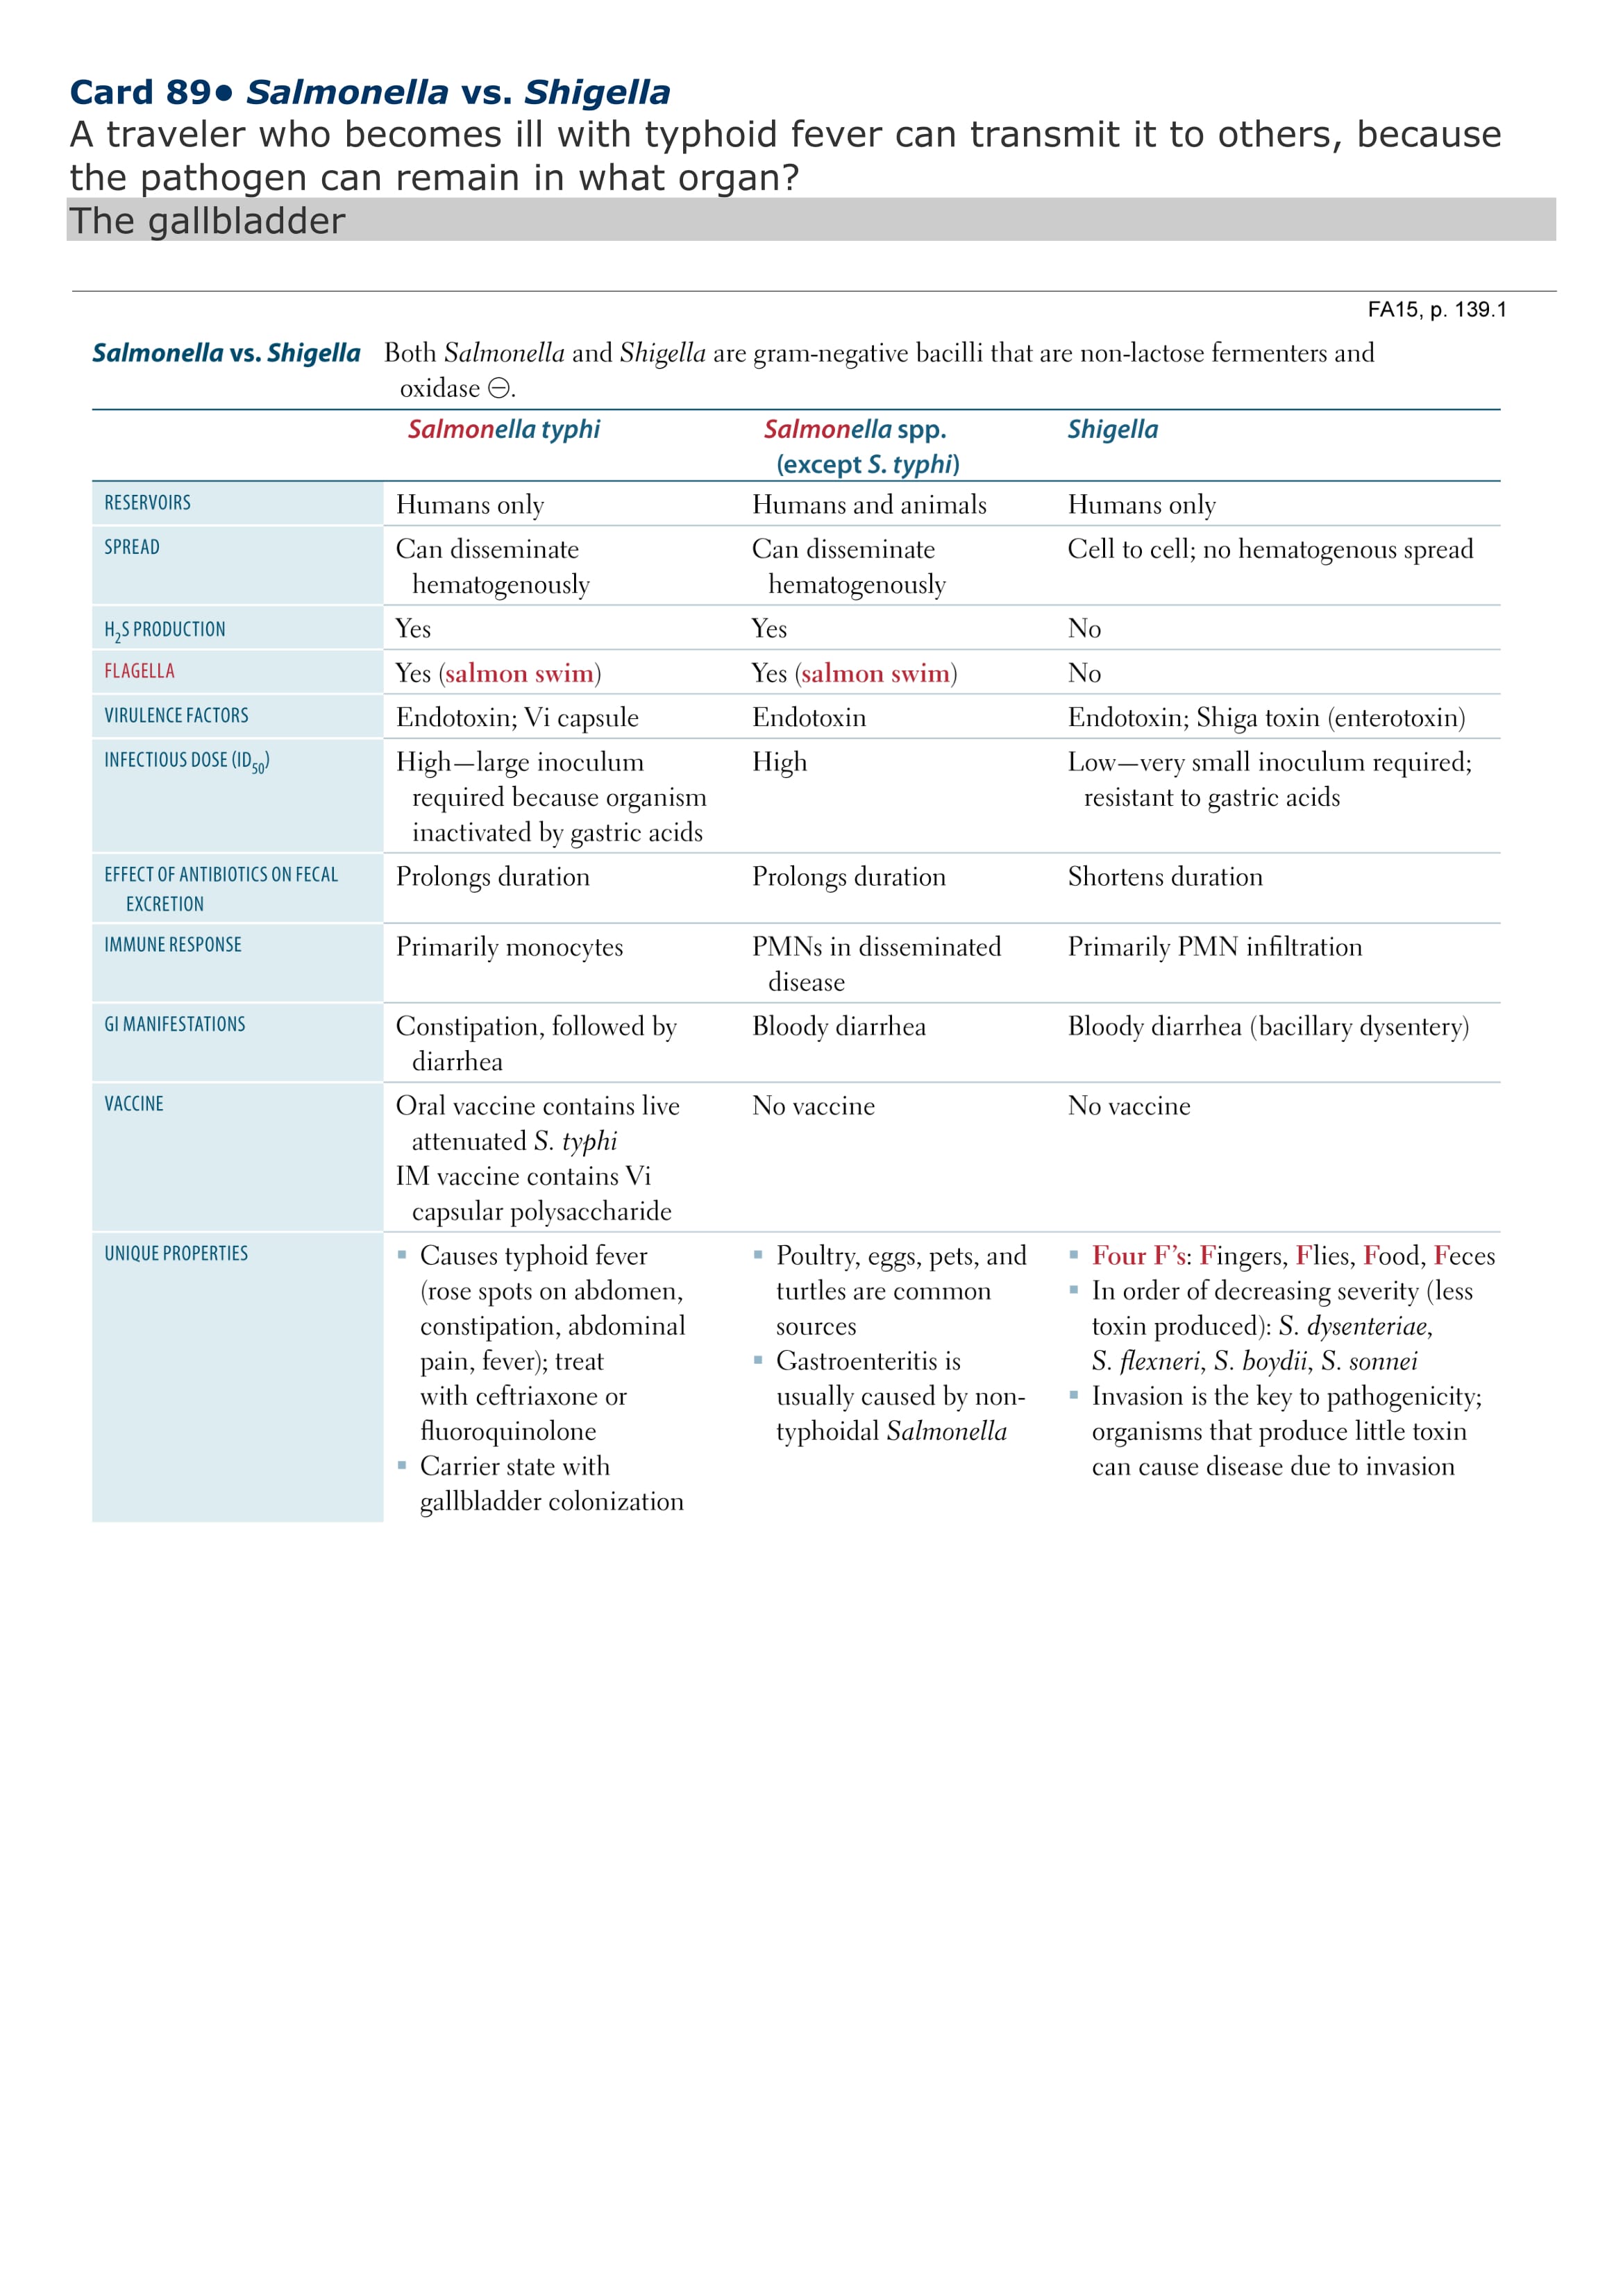 Card 89● Salmonella vs. Shigella
A traveler who becomes ill with typhoid fever can transmit it to others, because
the pathogen can remain in what organ?
The gallbladder
FA15, p. 139.1
Salmonella vs. Shigella Both Salmonella and Shigella are gram-negative bacilli that are non-lactose fermenters and
oxidase ⊖.
Salmonella typhi
Salmonella spp.
(except S. typhi)
Shigella
RESERVOIRS
Humans only
Humans and animals
Humans only
SPREAD
Can disseminate
hematogenously
Can disseminate
hematogenously
Cell to cell; no hematogenous spread
H₂S PRODUCTION
Yes
Yes
No
FLAGELLA
Yes (salmon swim)
Yes (salmon swim)
No
VIRULENCE FACTORS
Endotoxin; Vi capsule
Endotoxin
Endotoxin; Shiga toxin (enterotoxin)
INFECTIOUS DOSE (ID₅₀)
High—large inoculum
required because organism
inactivated by gastric acids
High
Low—very small inoculum required;
resistant to gastric acids
EFFECT OF ANTIBIOTICS ON FECAL
EXCRETION
Prolongs duration
Prolongs duration
Shortens duration
IMMUNE RESPONSE
Primarily monocytes
PMNs in disseminated
disease
Primarily PMN infiltration
GI MANIFESTATIONS
Constipation, followed by
diarrhea
Bloody diarrhea
Bloody diarrhea (bacillary dysentery)
VACCINE
Oral vaccine contains live
attenuated S. typhi
IM vaccine contains Vi
capsular polysaccharide
No vaccine
No vaccine
UNIQUE PROPERTIES
▪ Causes typhoid fever
(rose spots on abdomen,
constipation, abdominal
pain, fever); treat
with ceftriaxone or
fluoroquinolone
▪ Carrier state with
gallbladder colonization
▪ Poultry, eggs, pets, and
turtles are common
sources
▪ Gastroenteritis is
usually caused by non-
typhoidal Salmonella
▪ Four F's: Fingers, Flies, Food, Feces
▪ In order of decreasing severity (less
toxin produced): S. dysenteriae,
S. flexneri, S. boydii, S. sonnei
▪ Invasion is the key to pathogenicity;
organisms that produce little toxin
can cause disease due to invasion